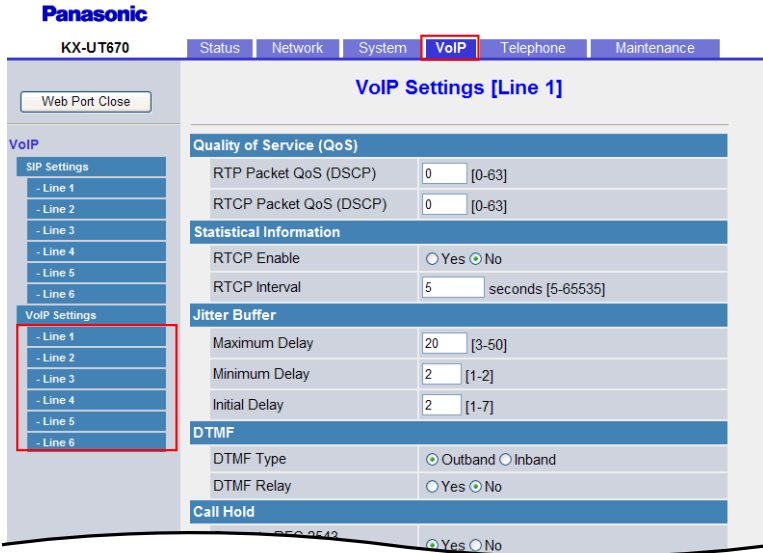 Panasonic
KX-UT670
Status Network System VoIP Telephone Maintenance
Web Port Close
VoIP
SIP Settings
- Line 1
- Line 2
- Line 3
- Line 4
- Line 5
- Line 6
VoIP Settings
- Line 1
- Line 2
- Line 3
- Line 4
- Line 5
- Line 6
VoIP Settings [Line 1]
Quality of Service (QoS)
RTP Packet QoS (DSCP) 0 [0-63]
RTCP Packet QoS (DSCP) 0 [0-63]
Statistical Information
RTCP Enable Yes No
RTCP Interval 5 seconds [5-65535]
Jitter Buffer
Maximum Delay 20 [3-50]
Minimum Delay 2 [1-2]
Initial Delay 2 [1-7]
DTMF
DTMF Type Outband Inband
DTMF Relay Yes No
Call Hold
RFC 2543 Yes No